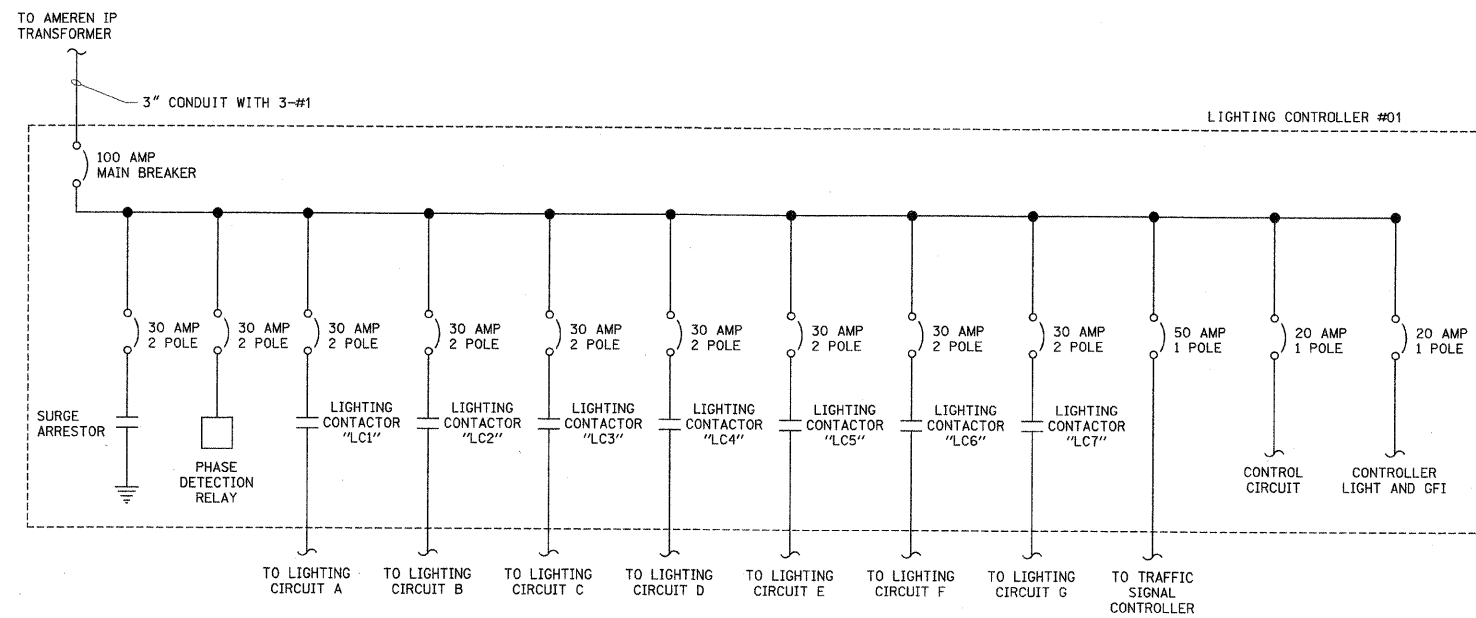 TO AMEREN IP
TRANSFORMER
3" CONDUIT WITH 3-#1
LIGHTING CONTROLLER #01
100 AMP
MAIN BREAKER
30 AMP
2 POLE
30 AMP
2 POLE
30 AMP
2 POLE
30 AMP
2 POLE
30 AMP
2 POLE
30 AMP
2 POLE
30 AMP
2 POLE
30 AMP
2 POLE
30 AMP
2 POLE
50 AMP
1 POLE
20 AMP
1 POLE
20 AMP
1 POLE
SURGE
ARRESTOR
PHASE
DETECTION
RELAY
LIGHTING
CONTACTOR
"LC1"
LIGHTING
CONTACTOR
"LC2"
LIGHTING
CONTACTOR
"LC3"
LIGHTING
CONTACTOR
"LC4"
LIGHTING
CONTACTOR
"LC5"
LIGHTING
CONTACTOR
"LC6"
LIGHTING
CONTACTOR
"LC7"
CONTROL
CIRCUIT
CONTROLLER
LIGHT AND GFI
TO LIGHTING
CIRCUIT A
TO LIGHTING
CIRCUIT B
TO LIGHTING
CIRCUIT C
TO LIGHTING
CIRCUIT D
TO LIGHTING
CIRCUIT E
TO LIGHTING
CIRCUIT F
TO LIGHTING
CIRCUIT G
TO TRAFFIC
SIGNAL
CONTROLLER